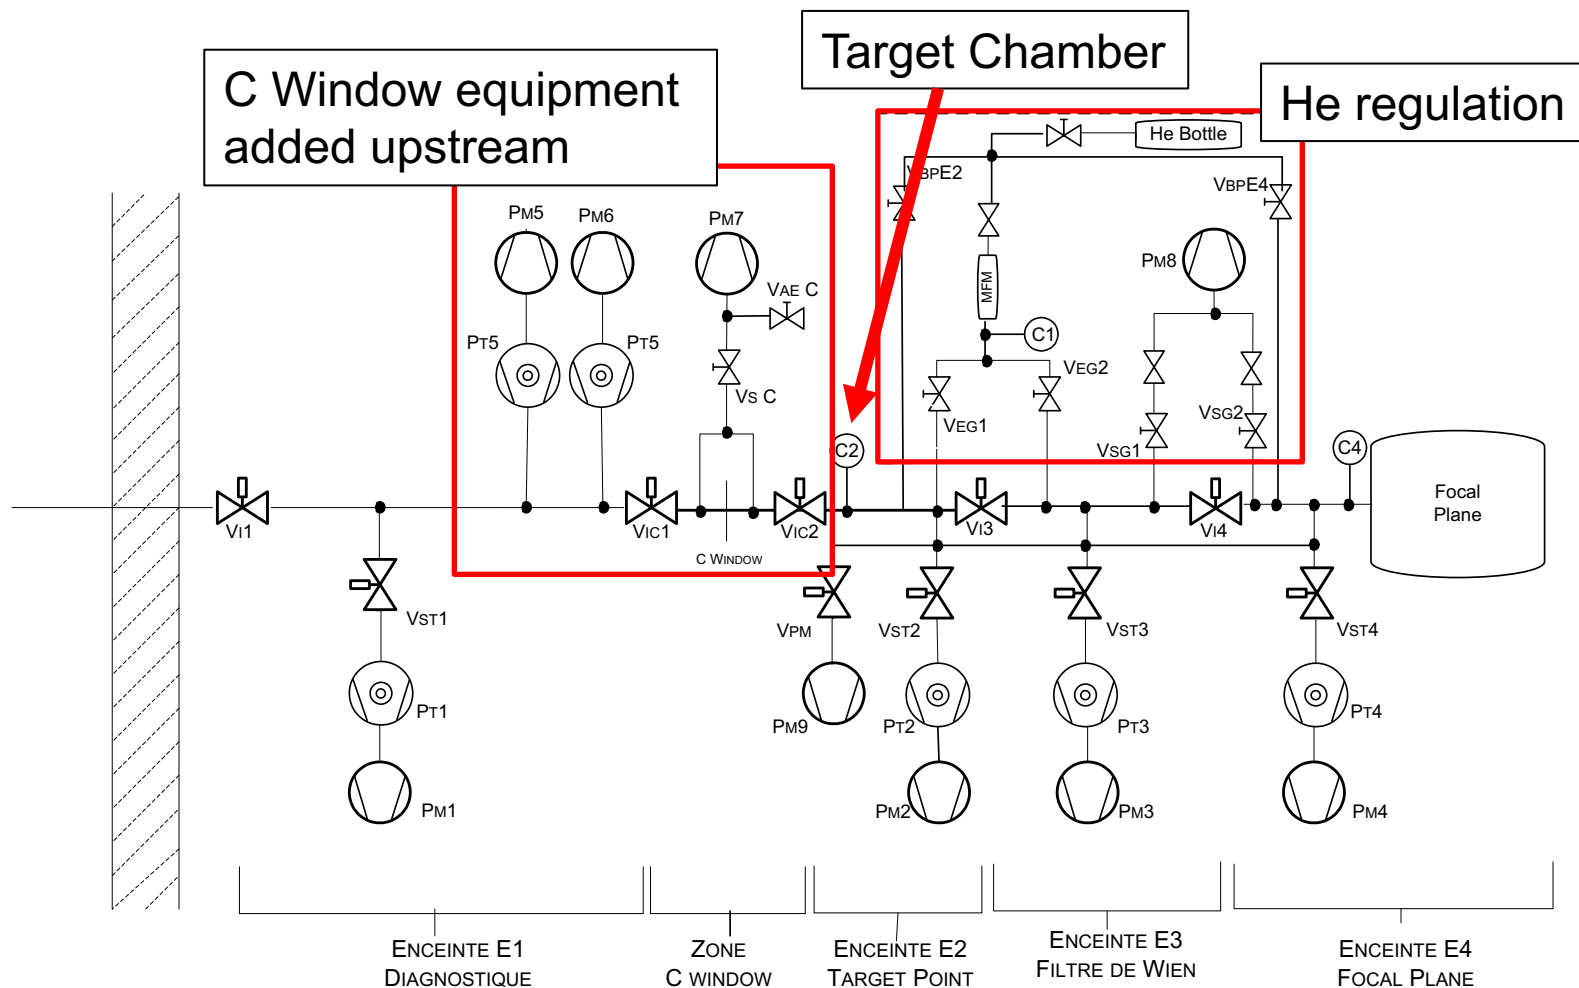 C Window equipment
added upstream
Target Chamber
He regulation
He Bottle
VBPE2
VBPE4
PM5
PM6
PM7
PM8
VAE C
MFM
C1
PT5
PT5
VS C
VEG2
VEG1
VSG2
VSG1
C2
C4
Focal
Plane
VI1
VIC1
VIC2
VI3
VI4
C WINDOW
VST1
VPM
VST2
VST3
VST4
PT1
PM9
PT2
PT3
PT4
PM1
PM2
PM3
PM4
ENCEINTE E1
DIAGNOSTIQUE
ZONE
C WINDOW
ENCEINTE E2
TARGET POINT
ENCEINTE E3
FILTRE DE WIEN
ENCEINTE E4
FOCAL PLANE